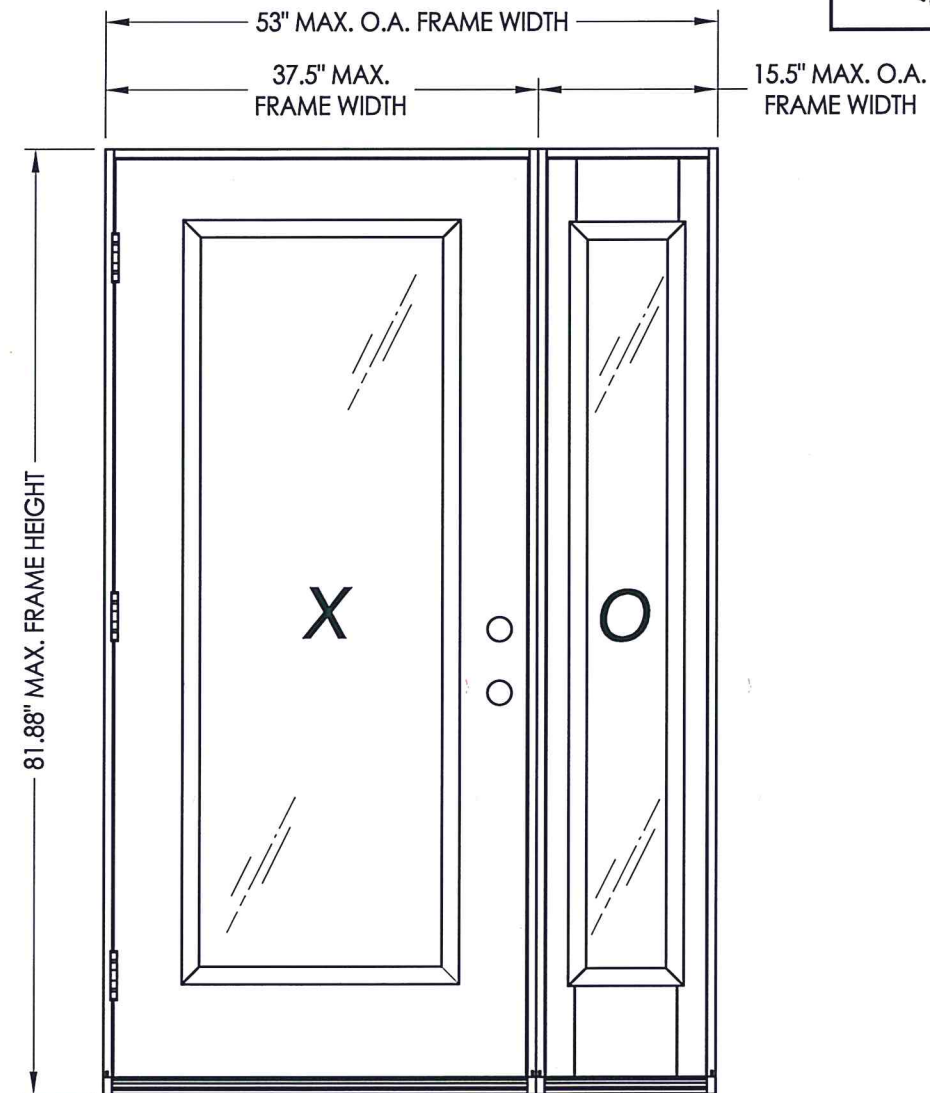 53" MAX. O.A. FRAME WIDTH
37.5" MAX.
FRAME WIDTH
15.5" MAX. O.A.
FRAME WIDTH
81.88" MAX. FRAME HEIGHT
X
O